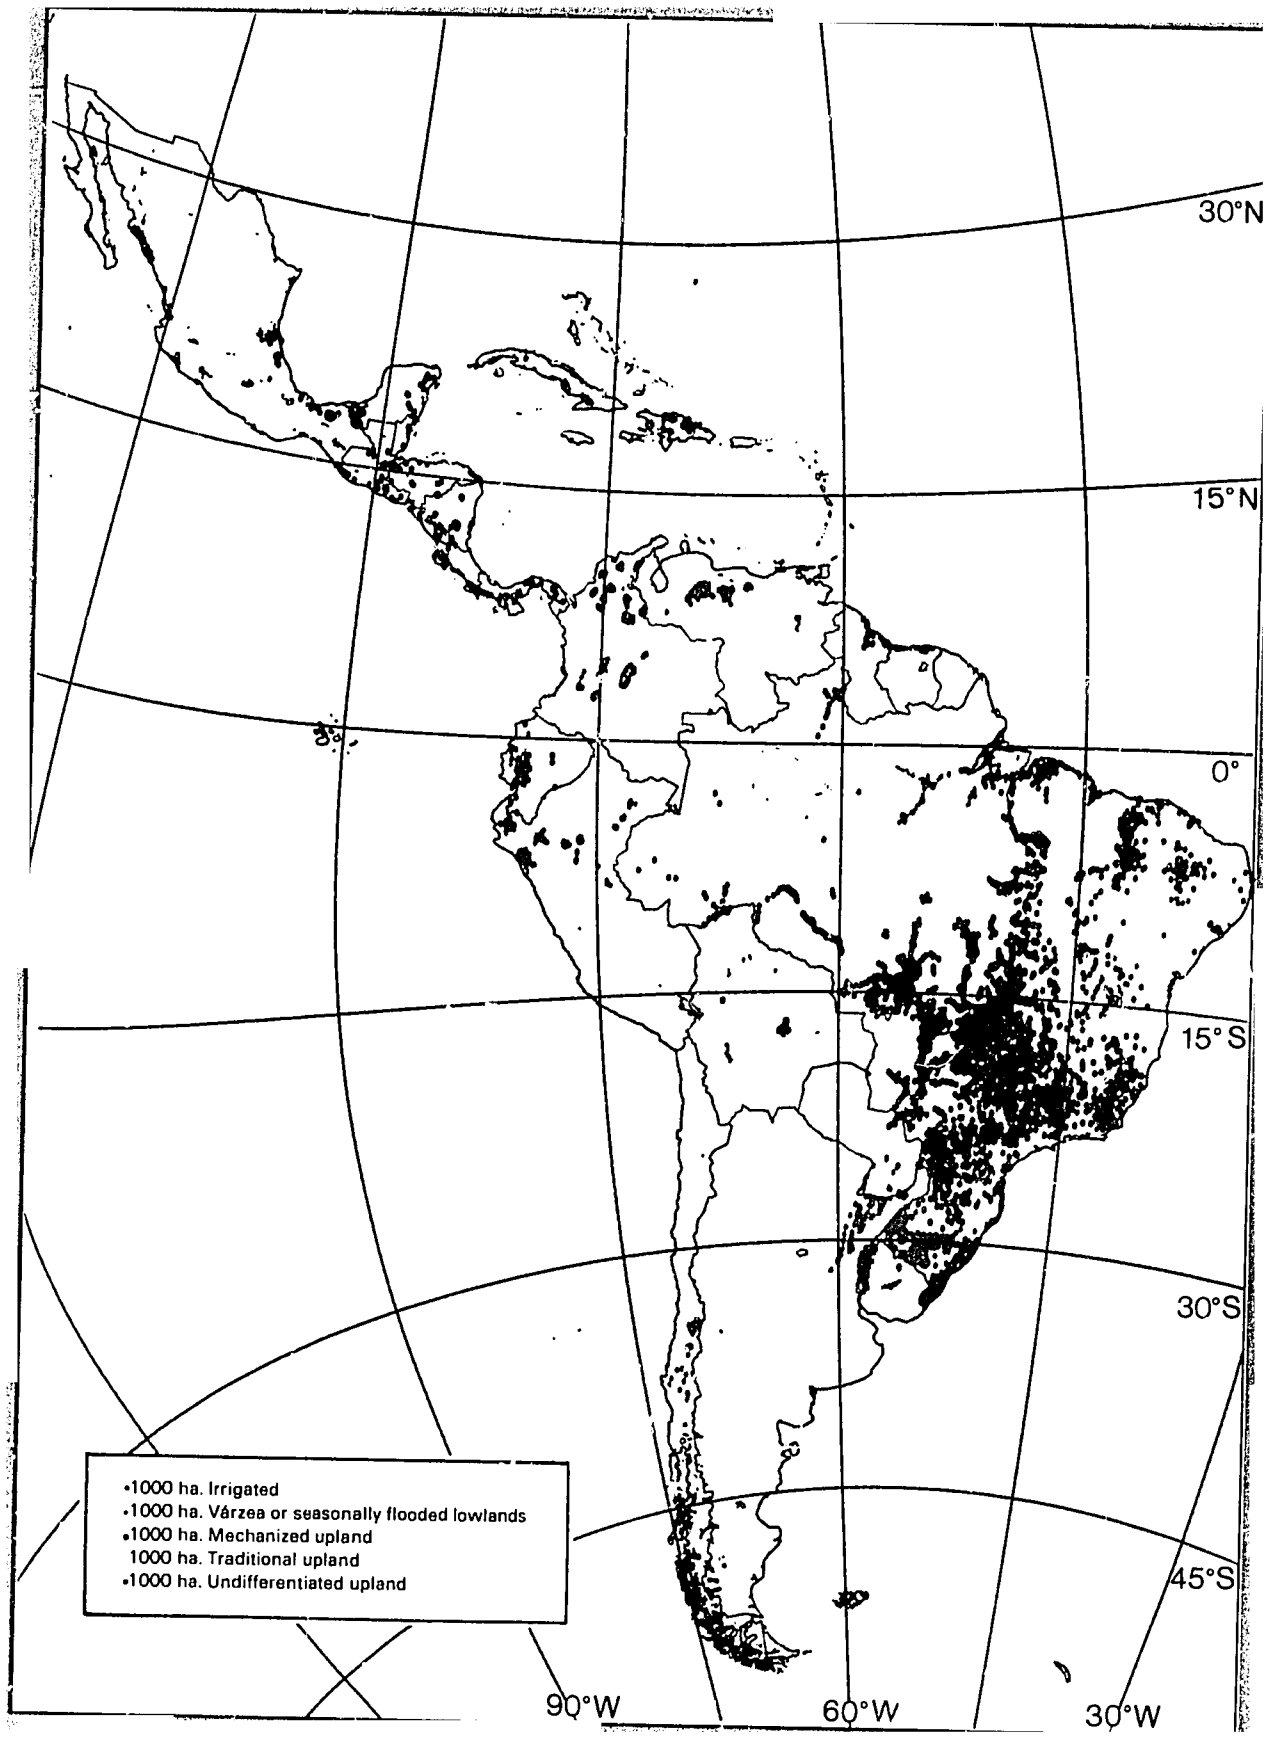 30°N
15°N
0°
15°S
30°S
•1000 ha. Irrigated
•1000 ha. Várzea or seasonally flooded lowlands
•1000 ha. Mechanized upland
1000 ha. Traditional upland
•1000 ha. Undifferentiated upland
45°S
90°W
60°W
30°W